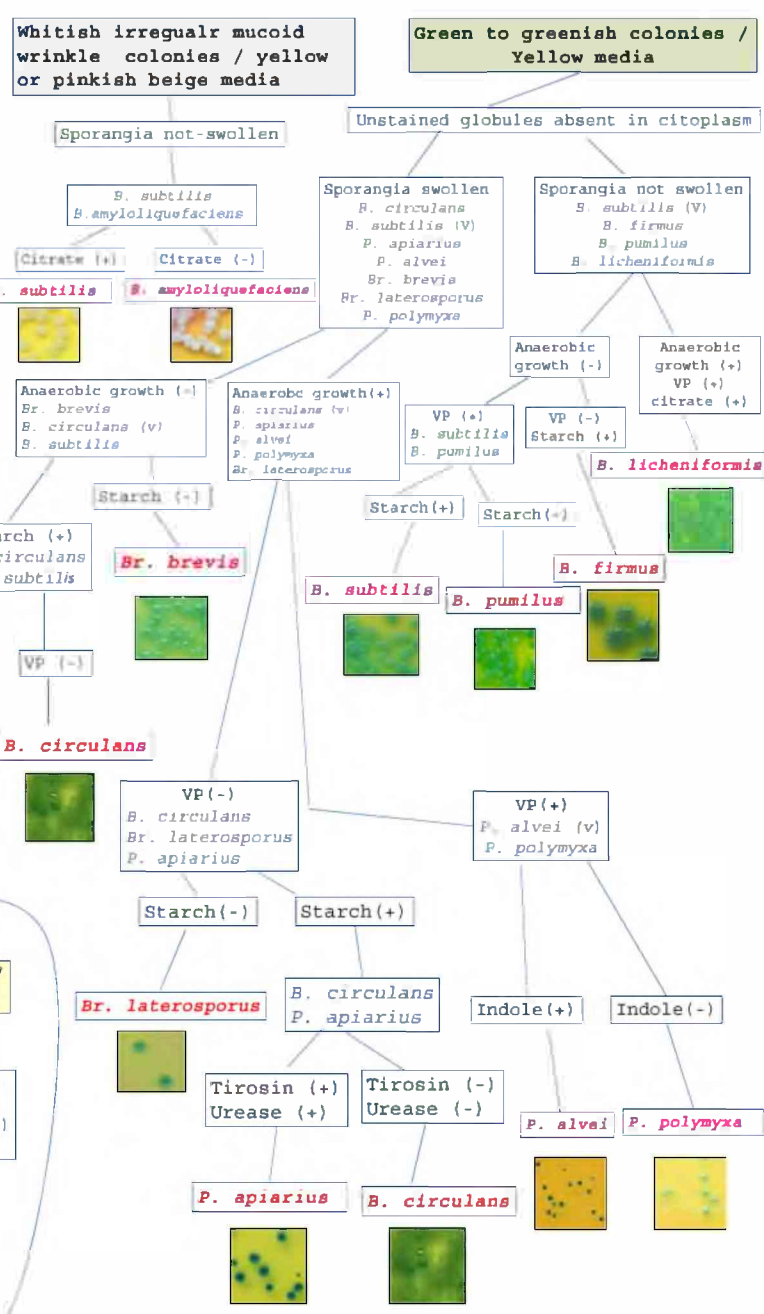 Whitish irregualr mucoid
wrinkle colonies / yellow
or pinkish beige media
Green to greenish colonies /
Yellow media
Sporangia not-swollen
Unstained globules absent in citoplasm
B. subtilis
B.amyloliquefaciens
Sporangia swollen
B. circulans
B. subtilis (V)
P. apiarius
P. alvei
Br. brevis
Br. laterosporus
P. polymyxa
Sporangia not swollen
B. subtilis (V)
B. firmus
B. pumilus
B. licheniformis
Citrate (+)
Citrate (-)
. subtilis
B. amyloliquefaciens
Anaerobic
growth (-)
Anaerobic
growth (+)
VP (+)
citrate (+)
Anaerobic growth (-)
Br. brevis
B. circulans (v)
B. subtilis
Anaerobc growth(+)
B. circulans (v)
P. apiarius
P. alvei
P. polymyxa
Br. laterosporus
VP (+)
B. subtilis
B. pumilus
VP (-)
Starch (+)
B. licheniformis
Starch (-)
Starch(+)
Starch(-)
arch (+)
circulans
subtilis
Br. brevis
B. firmus
B. subtilis
B. pumilus
VP (-)
B. circulans
VP(-)
B. circulans
Br. laterosporus
P. apiarius
VP(+)
P. alvei (v)
P. polymyxa
Starch(-)
Starch(+)
Br. laterosporus
B. circulans
P. apiarius
Indole(+)
Indole(-)
Tirosin (+)
Urease (+)
Tirosin (-)
Urease (-)
)
P. alvei
P. polymyxa
P. apiarius
B. circulans